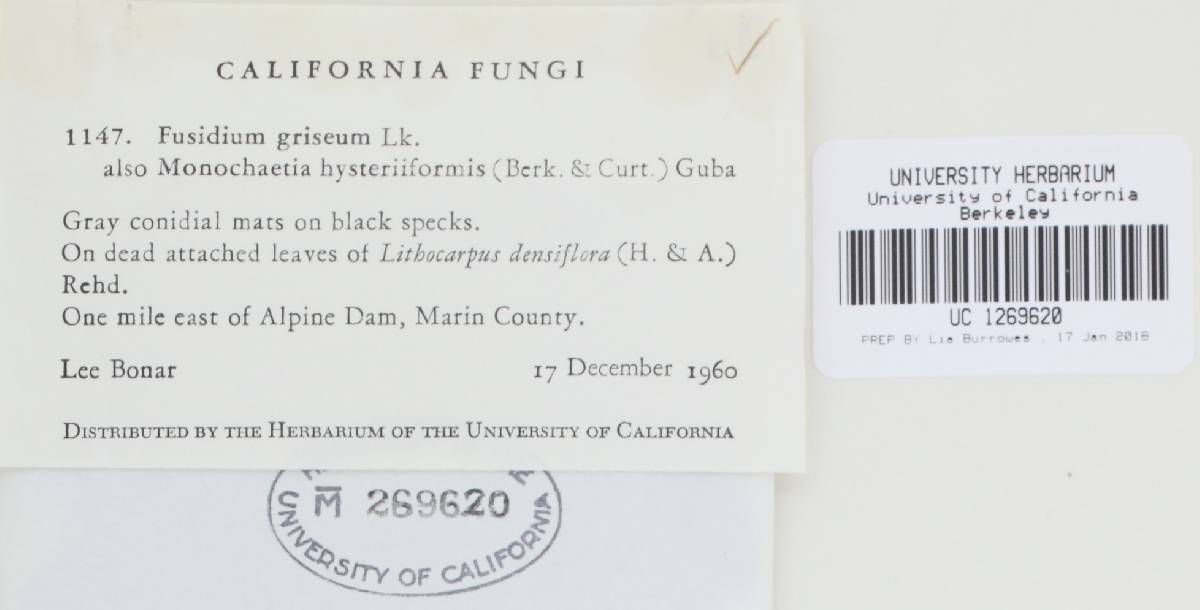 CALIFORNIA FUNGI
1147. Fusidium griseum Lk.
also Monochaetia hysteriiformis (Berk. & Curt.) Guba
Gray conidial mats on black specks.
On dead attached leaves of Lithocarpus densiflora (H. & A.)
Rehd.
One mile east of Alpine Dam, Marin County.
Lee Bonar 17 December 1960
DISTRIBUTED BY THE HERBARIUM OF THE UNIVERSITY OF CALIFORNIA
M 269620
UNIVERSITY OF CALIFORNIA
UNIVERSITY HERBARIUM
University of California
Berkeley
UC 1269620
PREP BY Lia Burrowes . 17 Jan 2018